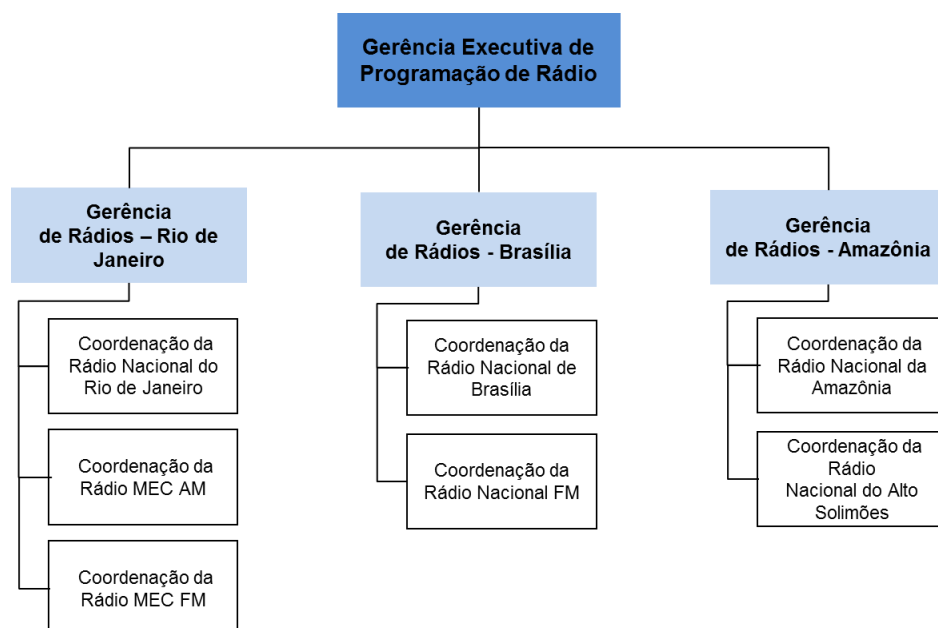 Gerência Executiva de
Programação de Rádio
Gerência
de Rádios – Rio de
Janeiro
Gerência
de Rádios - Brasília
Gerência
de Rádios - Amazônia
Coordenação da
Rádio Nacional do
Rio de Janeiro
Coordenação da
Rádio MEC AM
Coordenação da
Rádio MEC FM
Coordenação da
Rádio Nacional de
Brasília
Coordenação da
Rádio Nacional FM
Coordenação da
Rádio Nacional da
Amazônia
Coordenação da
Rádio
Nacional do Alto
Solimões